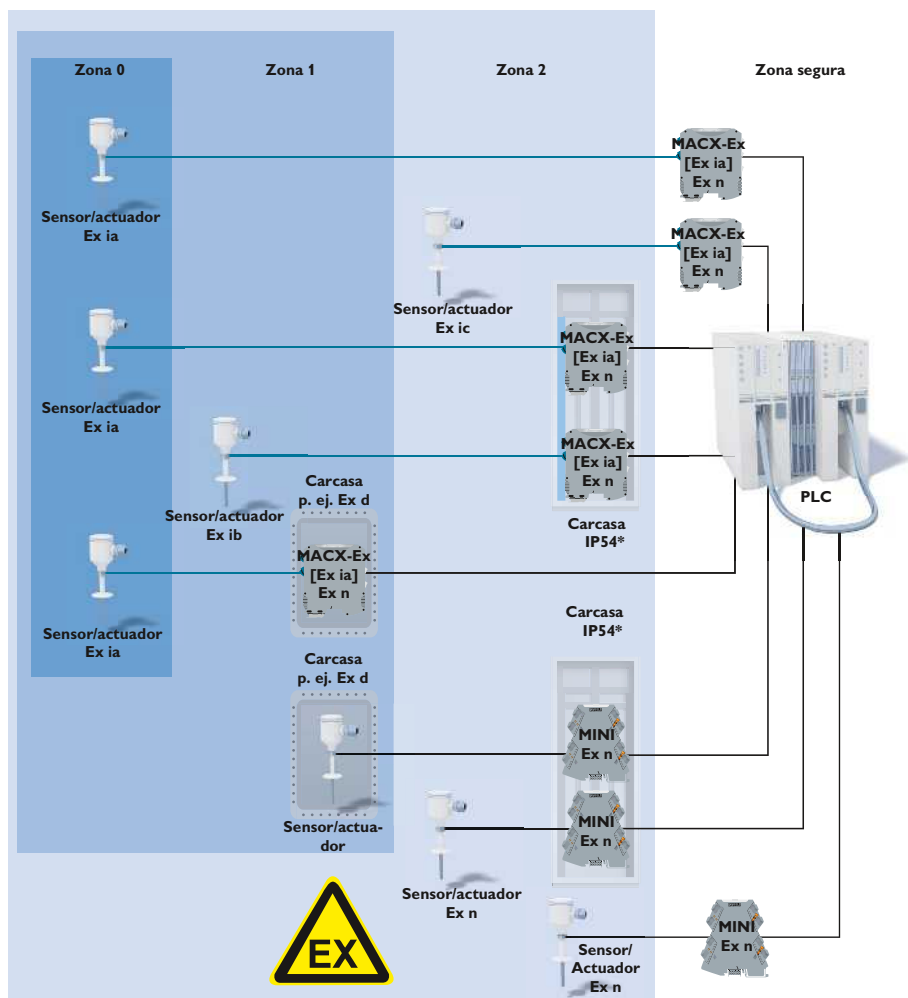 Zona 0
Zona 1
Zona 2
Zona segura
MACX-Ex
[Ex ia]
Ex n
Sensor/actuador
Ex ia
MACX-Ex
[Ex ia]
Ex n
Sensor/actuador
Ex ic
MACX-Ex
[Ex ia]
Ex n
Sensor/actuador
Ex ia
MACX-Ex
[Ex ia]
Ex n
PLC
Sensor/actuador
Ex ib
Carcasa
p. ej. Ex d
Carcasa
IP54*
MACX-Ex
[Ex ia]
Ex n
Sensor/actuador
Ex ia
Carcasa
IP54*
Carcasa
p. ej. Ex d
MINI
Ex n
Sensor/actua-
dor
MINI
Ex n
Sensor/actuador
Ex n
EX
Sensor/
Actuador
Ex n
MINI
Ex n